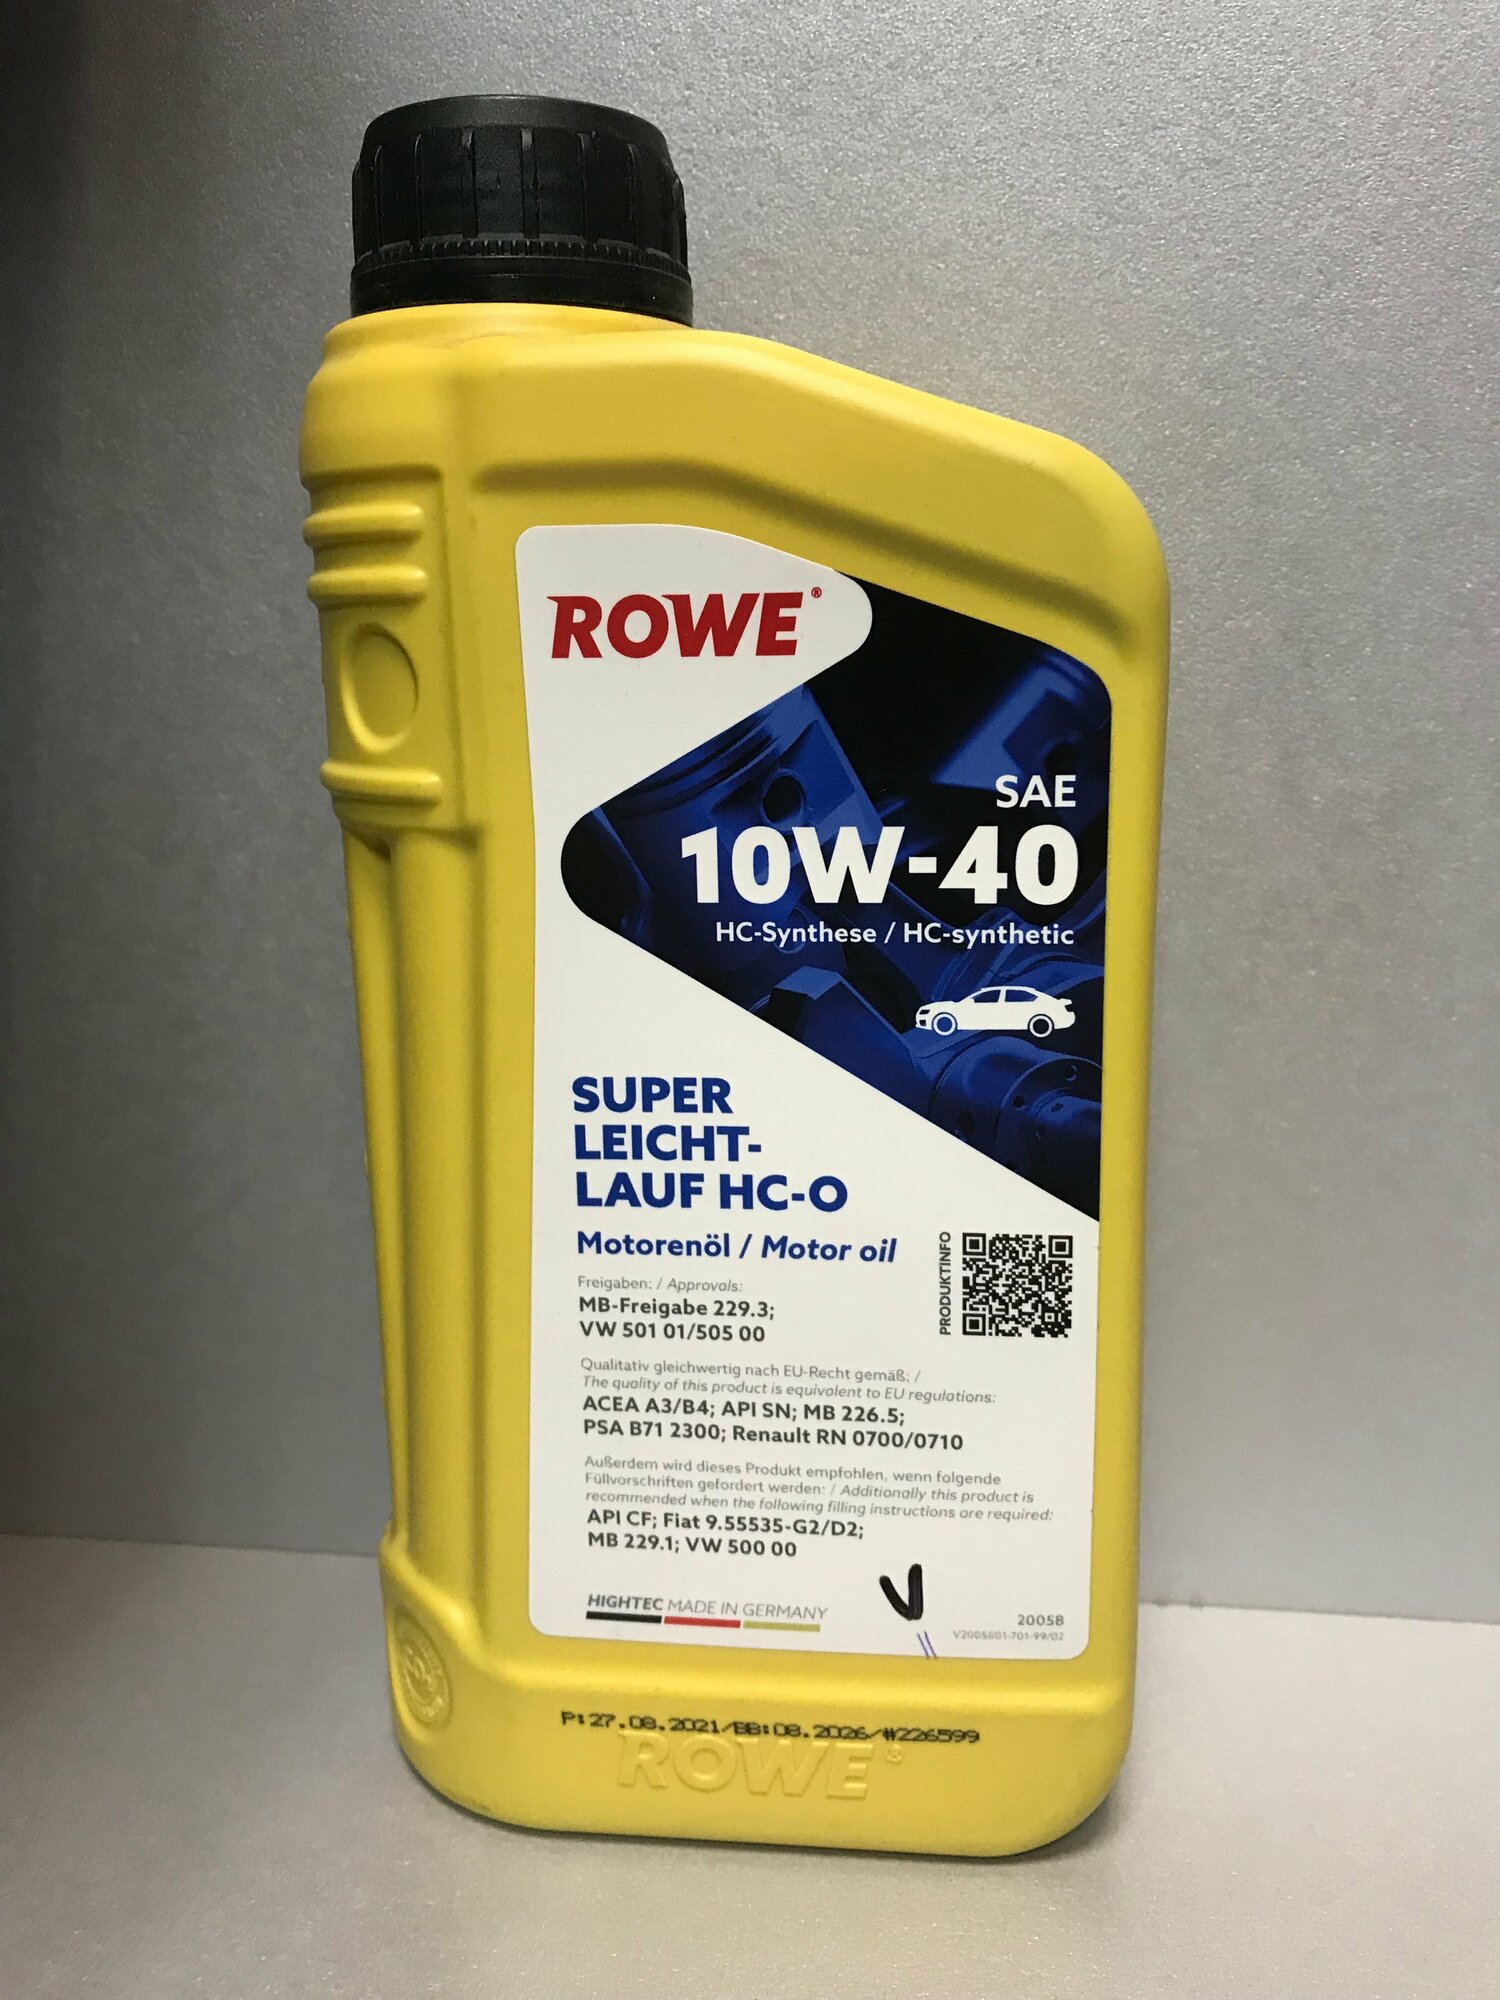 ROWE®
SAE
10W-40
HC-Synthese / HC-synthetic
SUPER
LEICHT-
LAUF HC-O
Motorenöl / Motor oil
PRODUKTINFO
Freigaben: / Approvals:
MB-Freigabe 229.3;
VW 501 01/505 00
Qualitativ gleichwertig nach EU-Recht gemäß: /
The quality of this product is equivalent to EU regulations:
ACEA A3/B4; API SN; MB 226.5;
PSA B71 2300; Renault RN 0700/0710
Außerdem wird dieses Produkt empfohlen, wenn folgende
Füllvorschriften gefordert werden: / Additionally this product is
recommended when the following filling instructions are required:
API CF; Fiat 9.55535-G2/D2;
MB 229.1; VW 500 00
V
HIGHTEC MADE IN GERMANY
20058
V2005801-701-99/02
P:27.08.2021/BB:08.2026/#226599
ROWE®